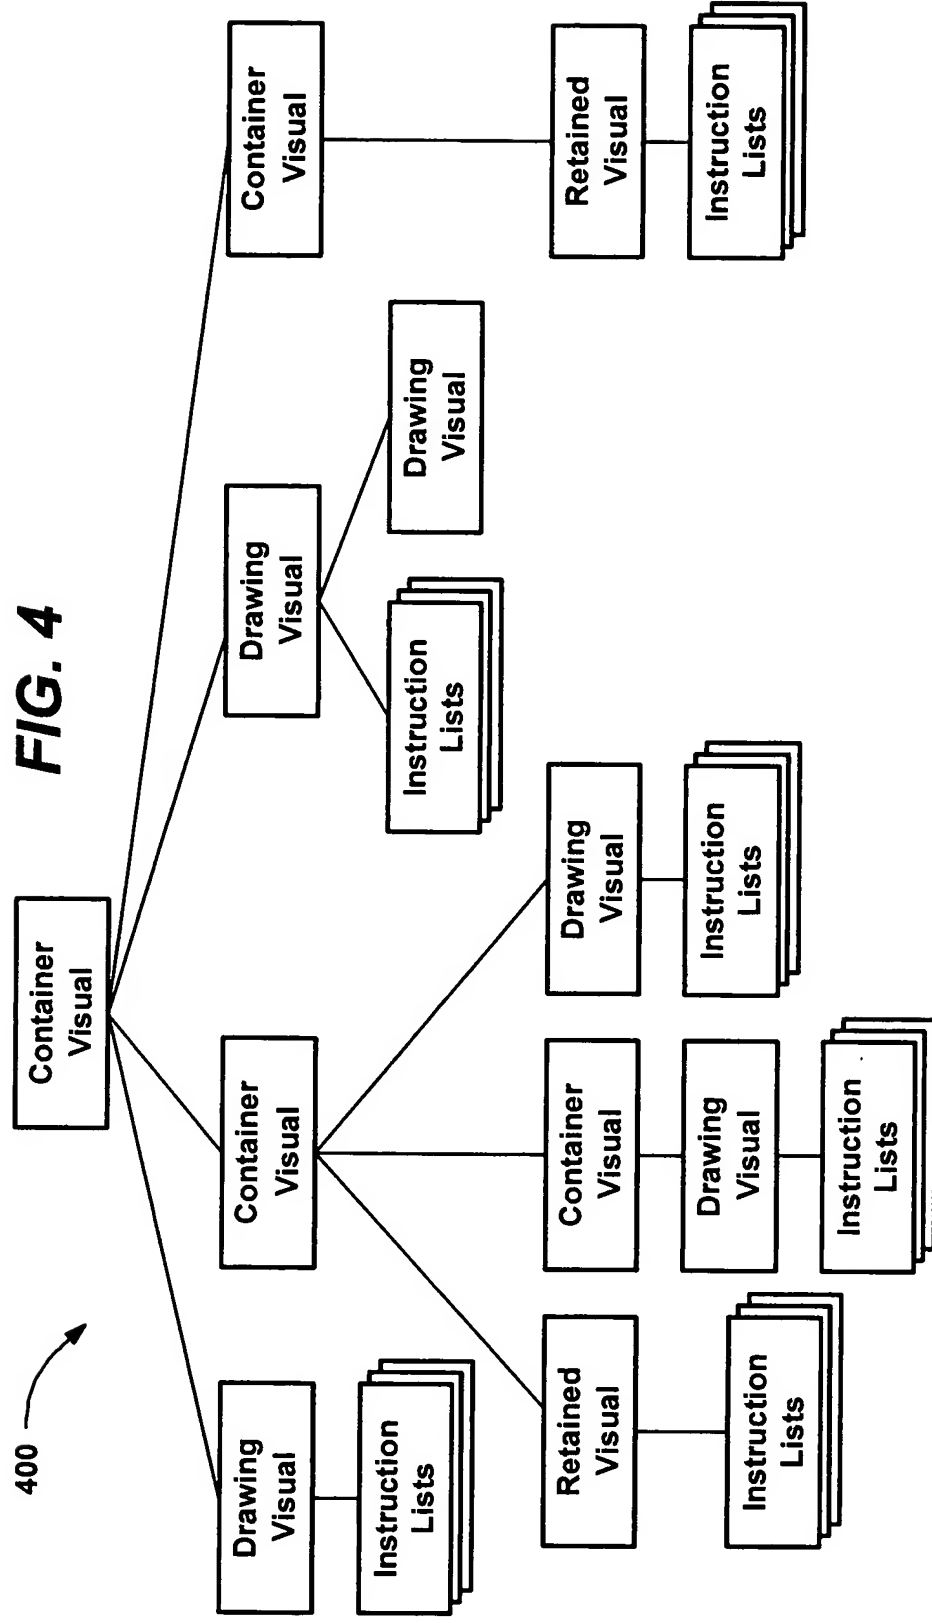 FIG. 4
400
Container
Visual
Drawing
Visual
Container
Visual
Drawing
Visual
Container
Visual
Instruction
Lists
Instruction
Lists
Drawing
Visual
Retained
Visual
Container
Visual
Drawing
Visual
Retained
Visual
Instruction
Lists
Drawing
Visual
Instruction
Lists
Instruction
Lists
Instruction
Lists